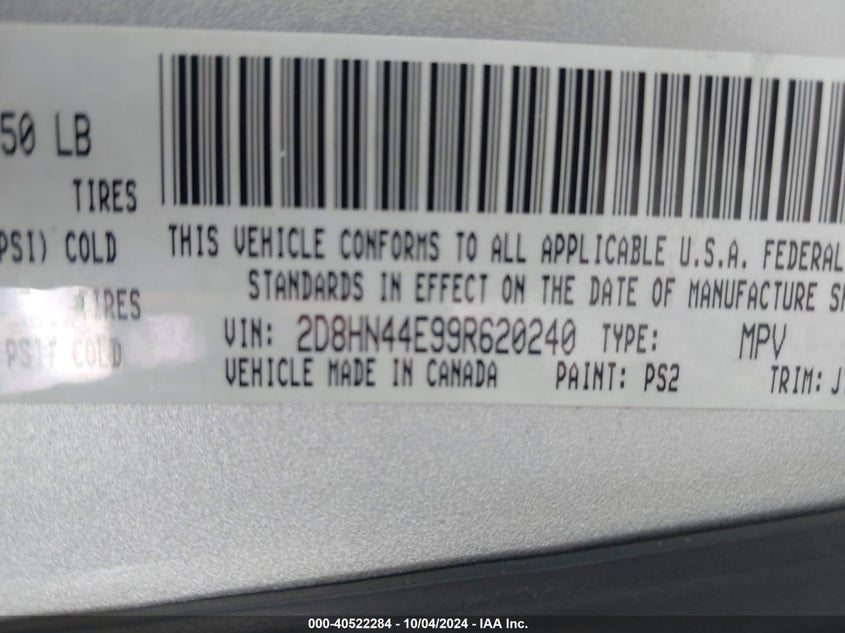 50 LB
TIRES
PSI) COLD
TIRES
PSI) COLD
THIS VEHICLE CONFORMS TO ALL APPLICABLE U.S.A. FEDERAL
STANDARDS IN EFFECT ON THE DATE OF MANUFACTURE
VIN: 2D8HN44E99R620240 TYPE: MPV
VEHICLE MADE IN CANADA PAINT: PS2 TRIM:
000-40522284 - 10/04/2024 - IAA Inc.